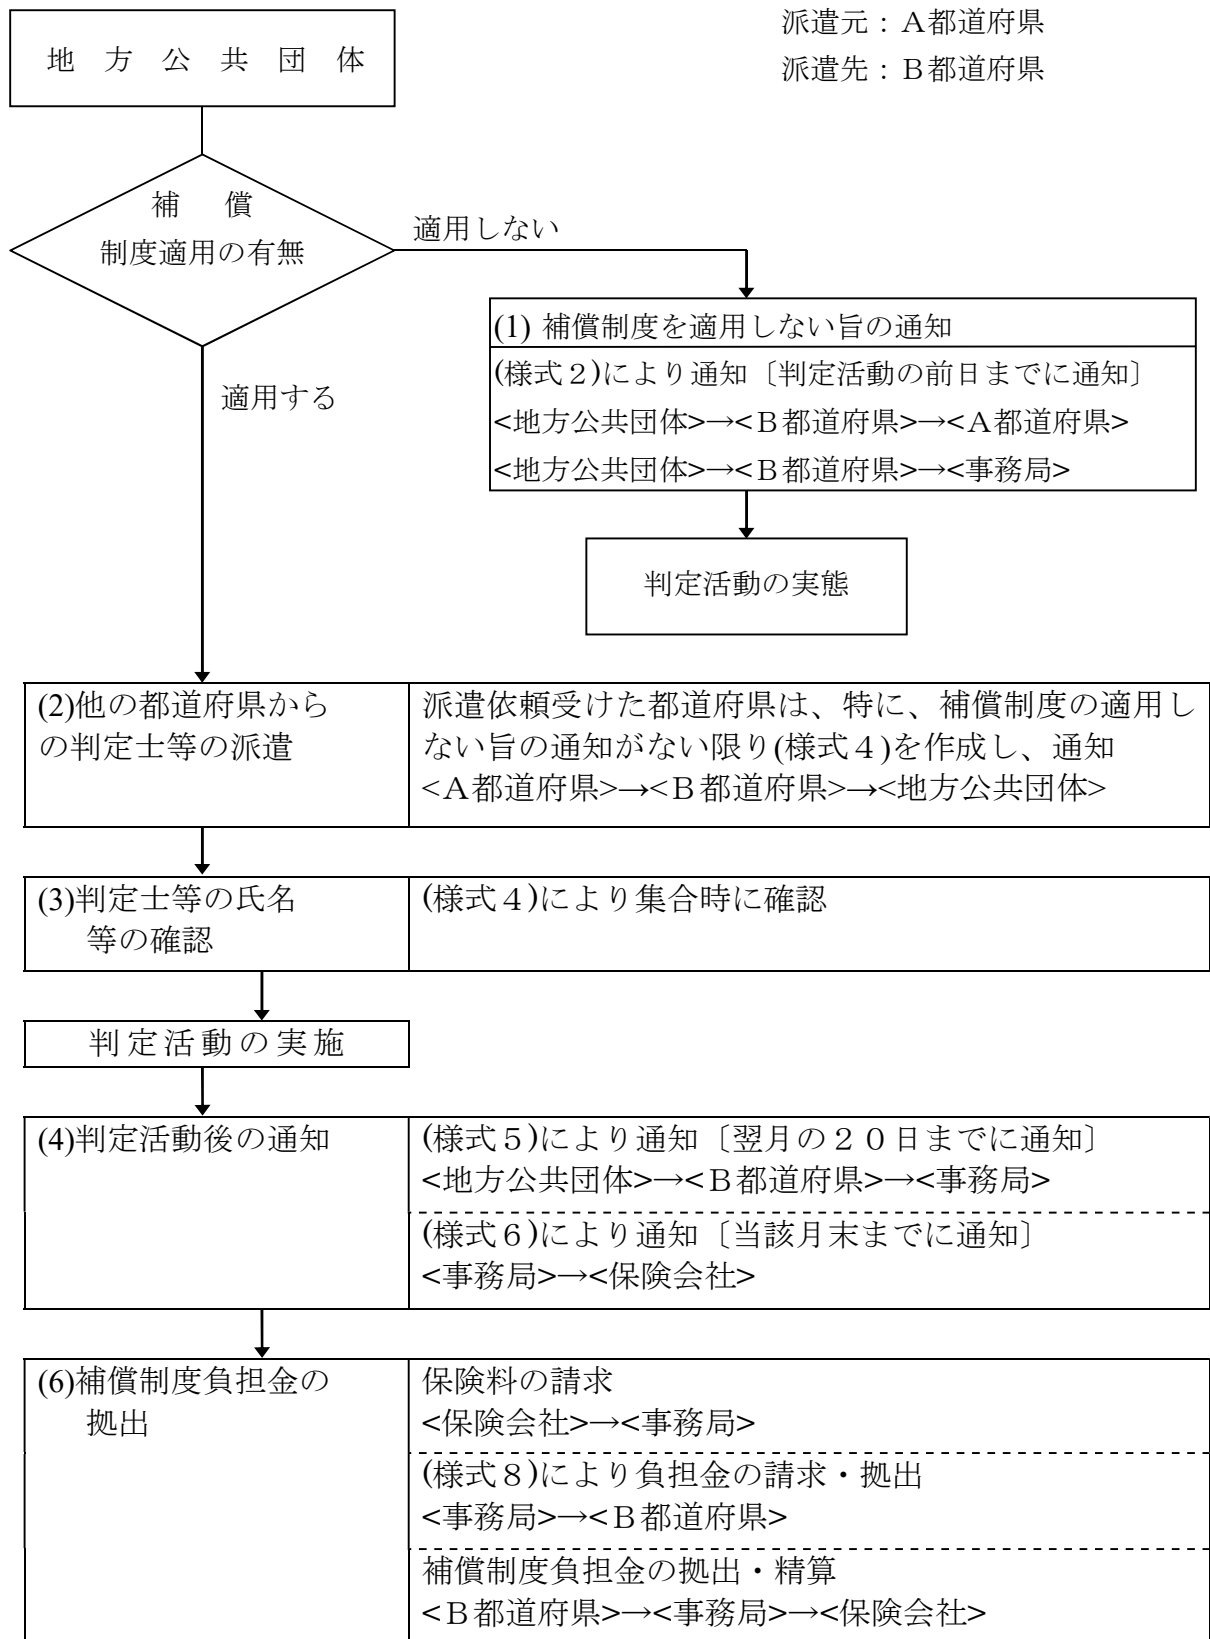 派遣元：Ａ都道府県
派遣先：Ｂ都道府県
地方公共団体
補償
制度適用の有無
適用しない
(1) 補償制度を適用しない旨の通知
(様式２)により通知〔判定活動の前日までに通知〕
<地方公共団体>→<Ｂ都道府県>→<Ａ都道府県>
<地方公共団体>→<Ｂ都道府県>→<事務局>
適用する
判定活動の実態
(2)他の都道府県から
の判定士等の派遣
派遣依頼受けた都道府県は、特に、補償制度の適用し
ない旨の通知がない限り(様式４)を作成し、通知
<Ａ都道府県>→<Ｂ都道府県>→<地方公共団体>
(3)判定士等の氏名
等の確認
(様式４)により集合時に確認
判定活動の実施
(4)判定活動後の通知
(様式５)により通知〔翌月の２０日までに通知〕
<地方公共団体>→<Ｂ都道府県>→<事務局>
(様式６)により通知〔当該月末までに通知〕
<事務局>→<保険会社>
(6)補償制度負担金の
拠出
保険料の請求
<保険会社>→<事務局>
(様式８)により負担金の請求・拠出
<事務局>→<Ｂ都道府県>
補償制度負担金の拠出・精算
<Ｂ都道府県>→<事務局>→<保険会社>